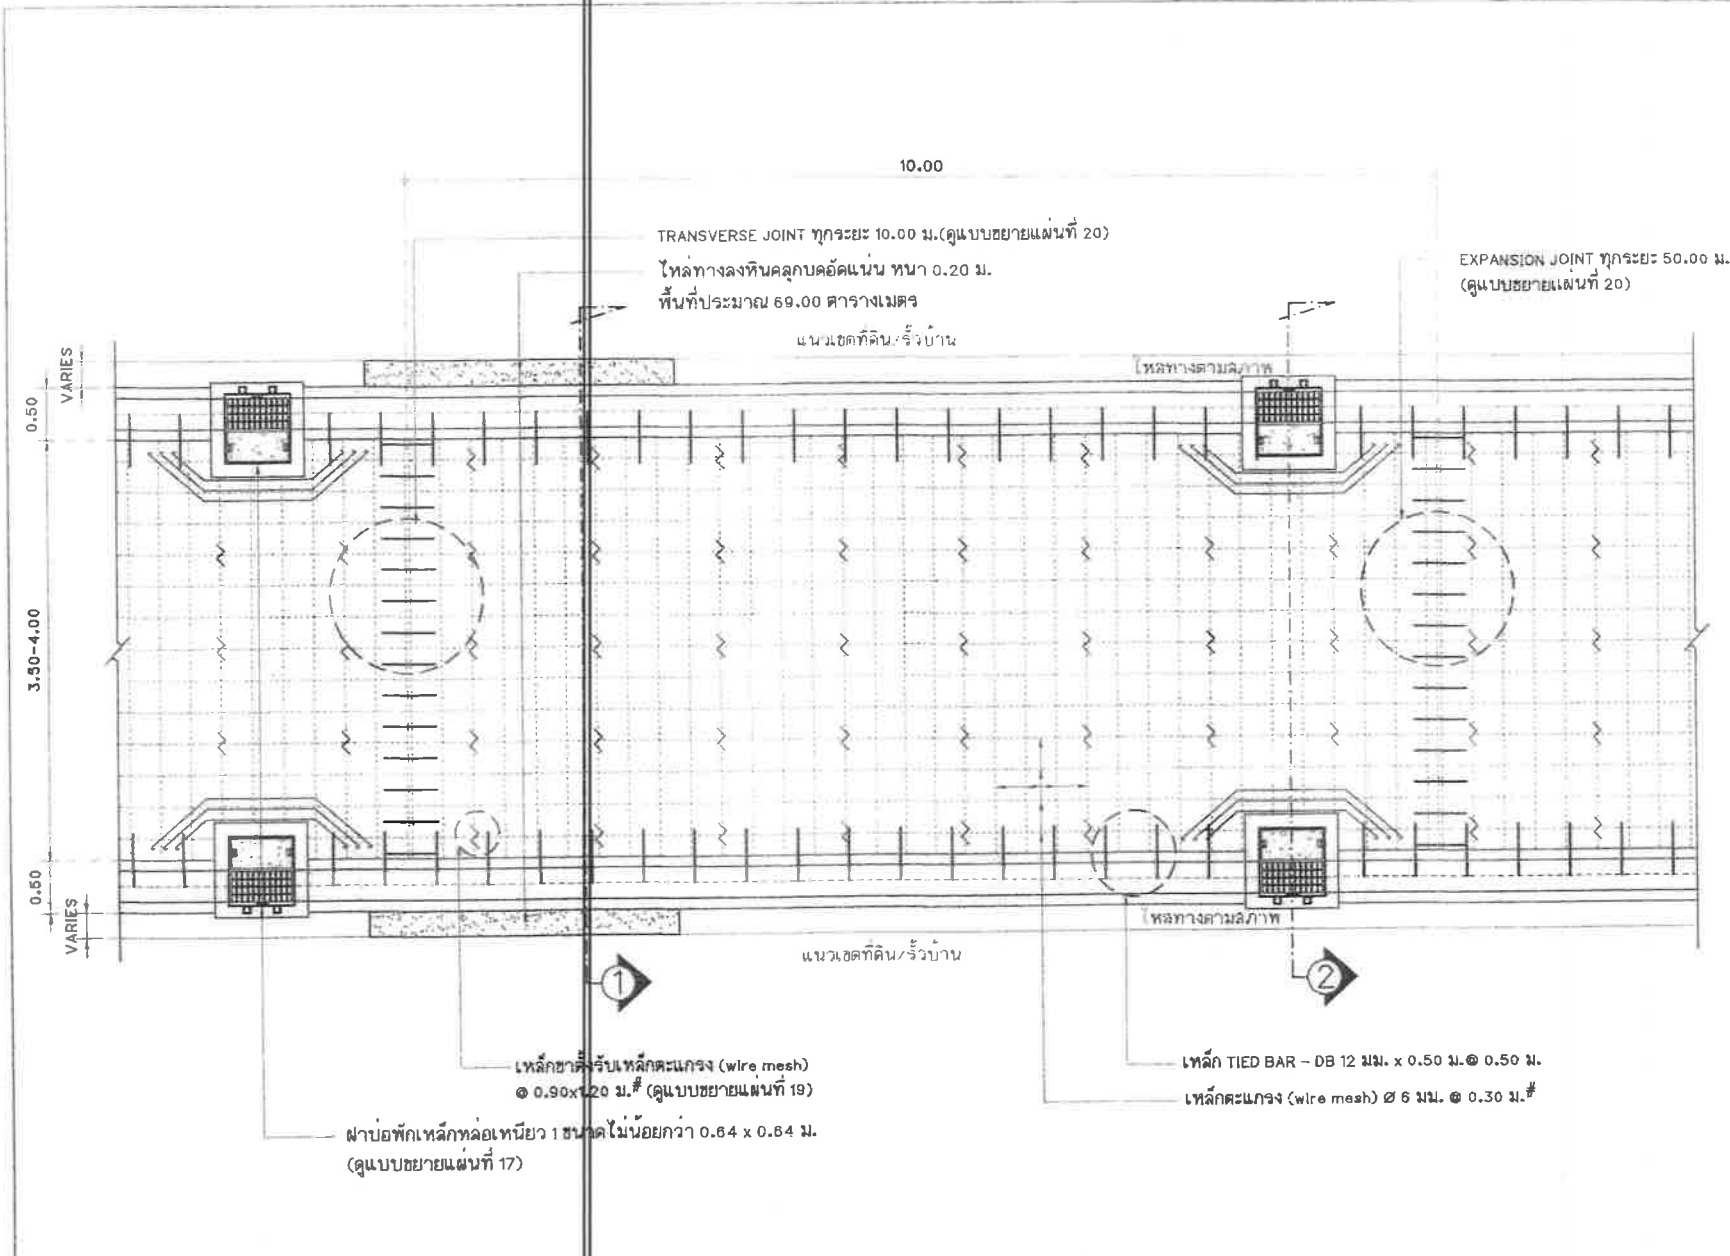 10.00
TRANSVERSE JOINT ทุกระยะ 10.00 ม.(ดูแบบขยายแผ่นที่ 20)
ไหล่ทางลงหินคลุกบดอัดแน่น หนา 0.20 ม.
พื้นที่ประมาณ 69.00 ตารางเมตร
EXPANSION JOINT ทุกระยะ 50.00 ม.
(ดูแบบขยายแผ่นที่ 20)
แนวเขตที่ดิน/รั้วบ้าน
ไหล่ทางตามสภาพ
VARIES
0.50
3.50-4.00
0.50
VARIES
ไหล่ทางตามสภาพ
แนวเขตที่ดิน/รั้วบ้าน
1
2
เหล็กขาตั้งรับเหล็กตะแกรง (wire mesh)
@ 0.90x1.20 ม.# (ดูแบบขยายแผ่นที่ 19)
เหล็ก TIED BAR - DB 12 มม. x 0.50 ม.@ 0.50 ม.
เหล็กตะแกรง (wire mesh) Ø 6 มม. @ 0.30 ม.#
ฝาบ่อพักเหล็กหล่อเหนียว 1 ขนาดไม่น้อยกว่า 0.64 x 0.64 ม.
(ดูแบบขยายแผ่นที่ 17)